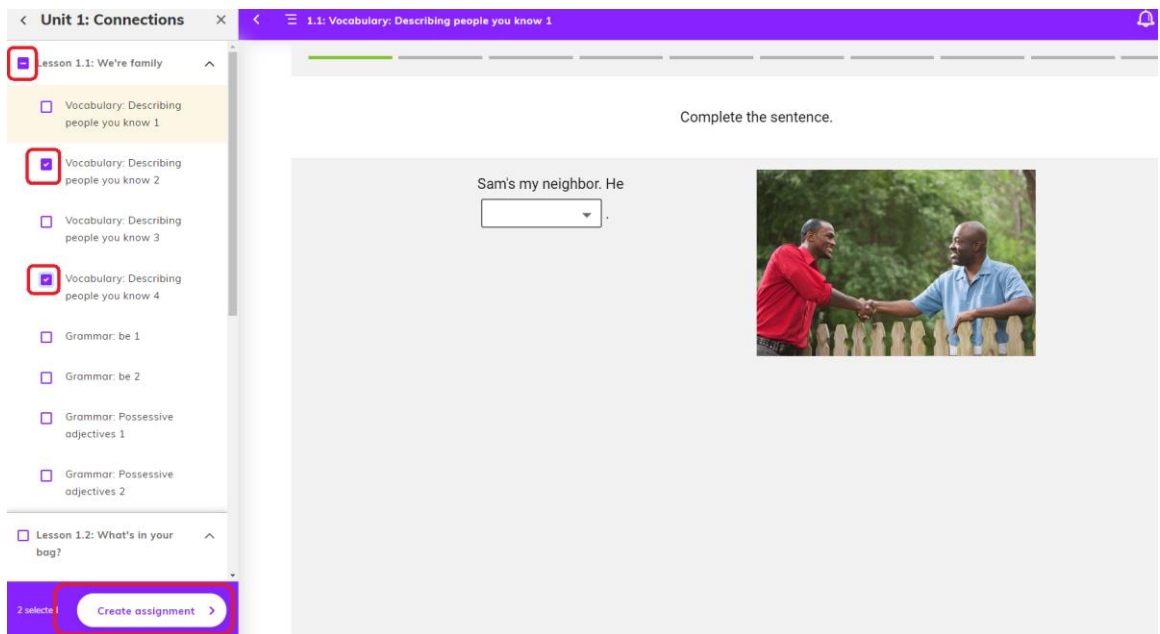 Unit 1: Connections
1.1: Vocabulary: Describing people you know 1
Lesson 1.1: We're family
Vocabulary: Describing
people you know 1
Vocabulary: Describing
people you know 2
Vocabulary: Describing
people you know 3
Vocabulary: Describing
people you know 4
Grammar: be 1
Grammar: be 2
Grammar: Possessive
adjectives 1
Grammar: Possessive
adjectives 2
Lesson 1.2: What's in your
bag?
2 selecte
Create assignment
Complete the sentence.
Sam's my neighbor. He
.